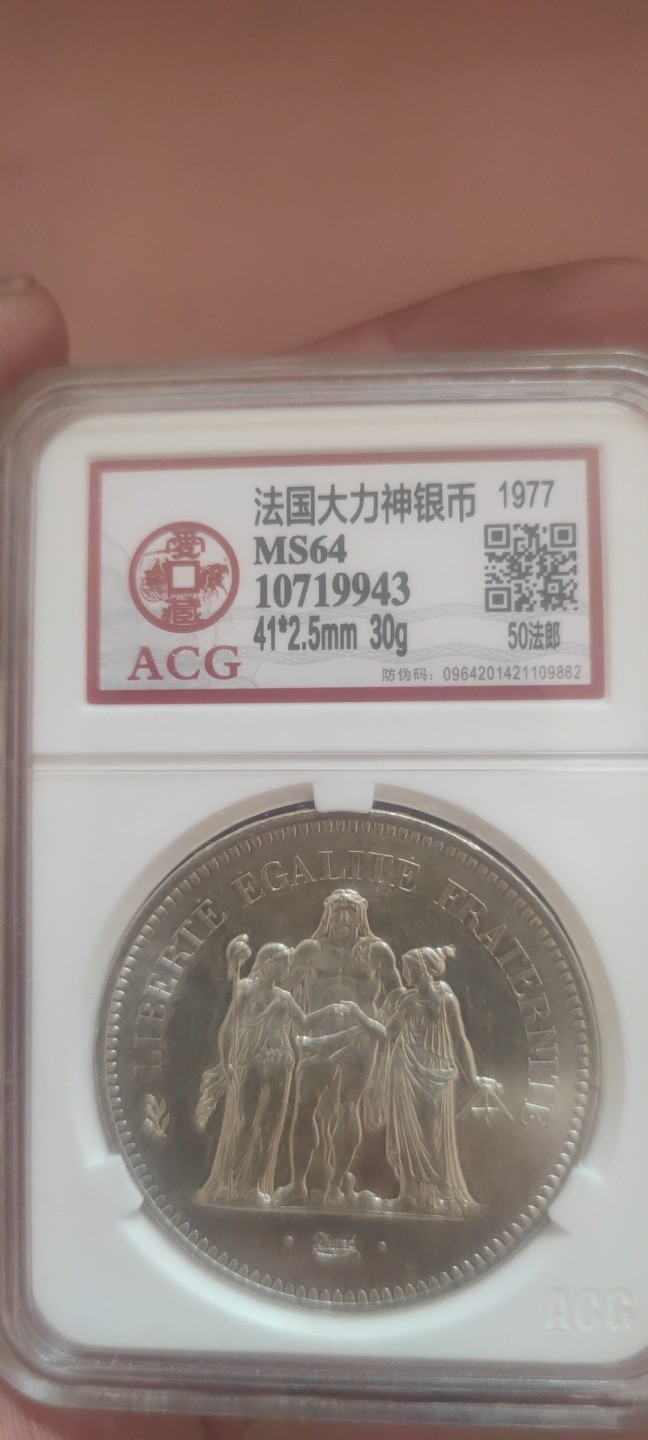 法国大力神银币 1977
MS64
10719943
41*2.5mm 30g
50法郎
防伪码：0964201421109882
ACG
LIBERTE EGALITE FRATERNITE
ACG